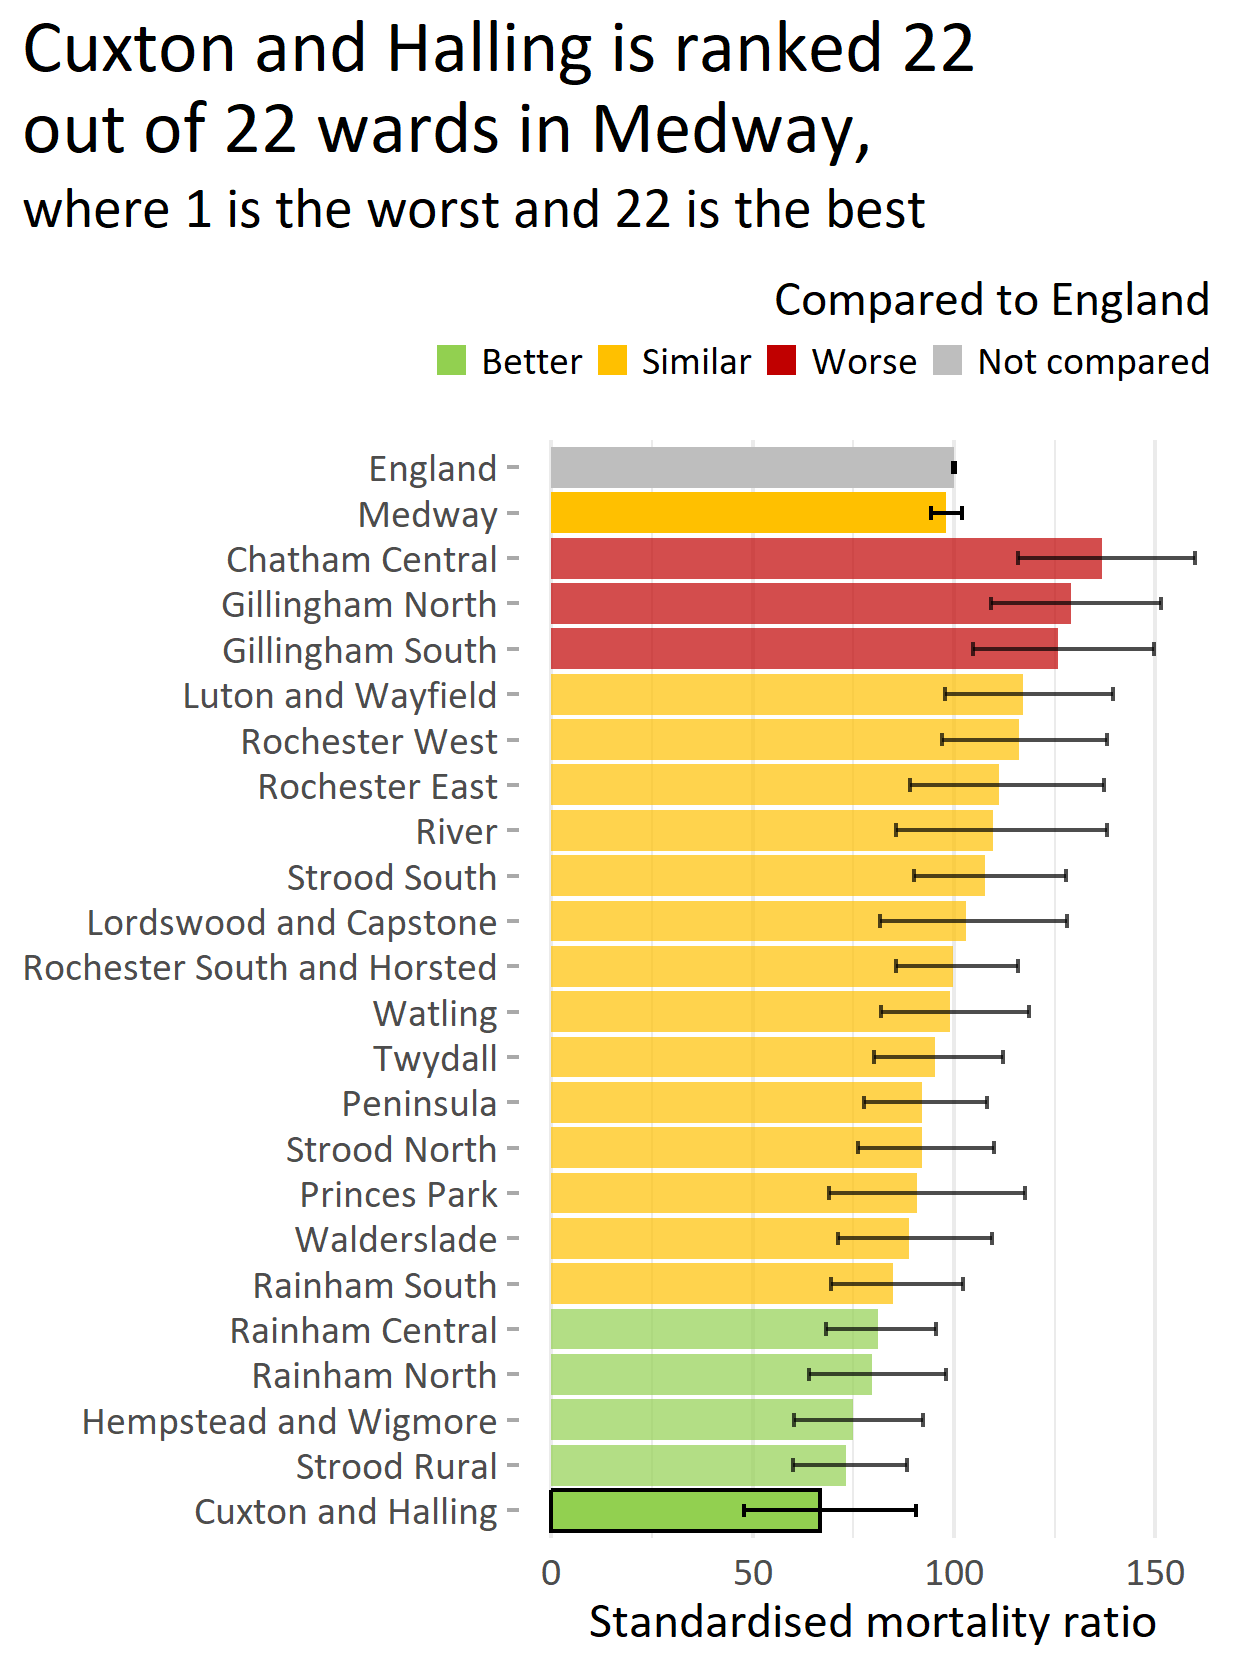 Cuxton and Halling is ranked 22
out of 22 wards in Medway,
where 1 is the worst and 22 is the best
Compared to England
Better Similar Worse Not compared
England
Medway
Chatham Central
Gillingham North
Gillingham South
Luton and Wayfield
Rochester West
Rochester East
River
Strood South
Lordswood and Capstone
Rochester South and Horsted
Watling
Twydall
Peninsula
Strood North
Princes Park
Walderslade
Rainham South
Rainham Central
Rainham North
Hempstead and Wigmore
Strood Rural
Cuxton and Halling
0 50 100 150
Standardised mortality ratio